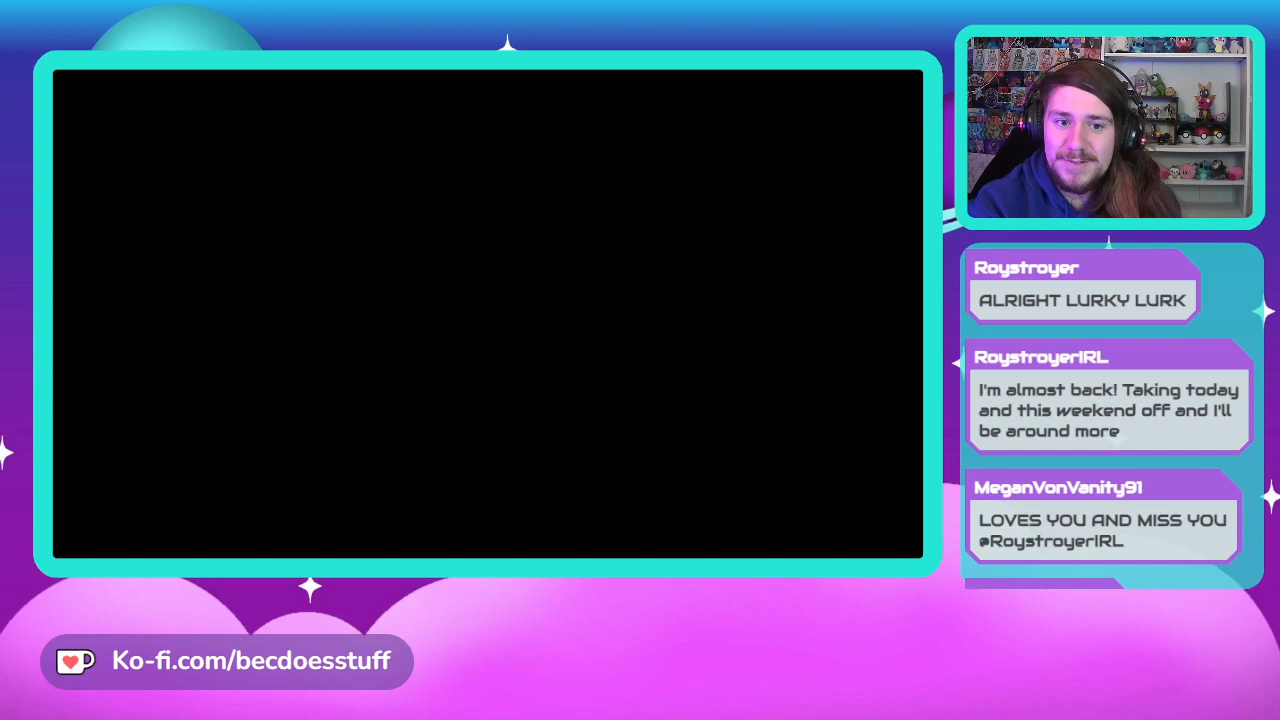 Roystroyer
ALRIGHT LURKY LURK
RoystroyerIRL
I'm almost back! Taking today
and this weekend off and I'll
be around more
MeganVonVanity91
LOVES YOU AND MISS YOU
@RoystroyerIRL
Ko-fi.com/becdoesstuff